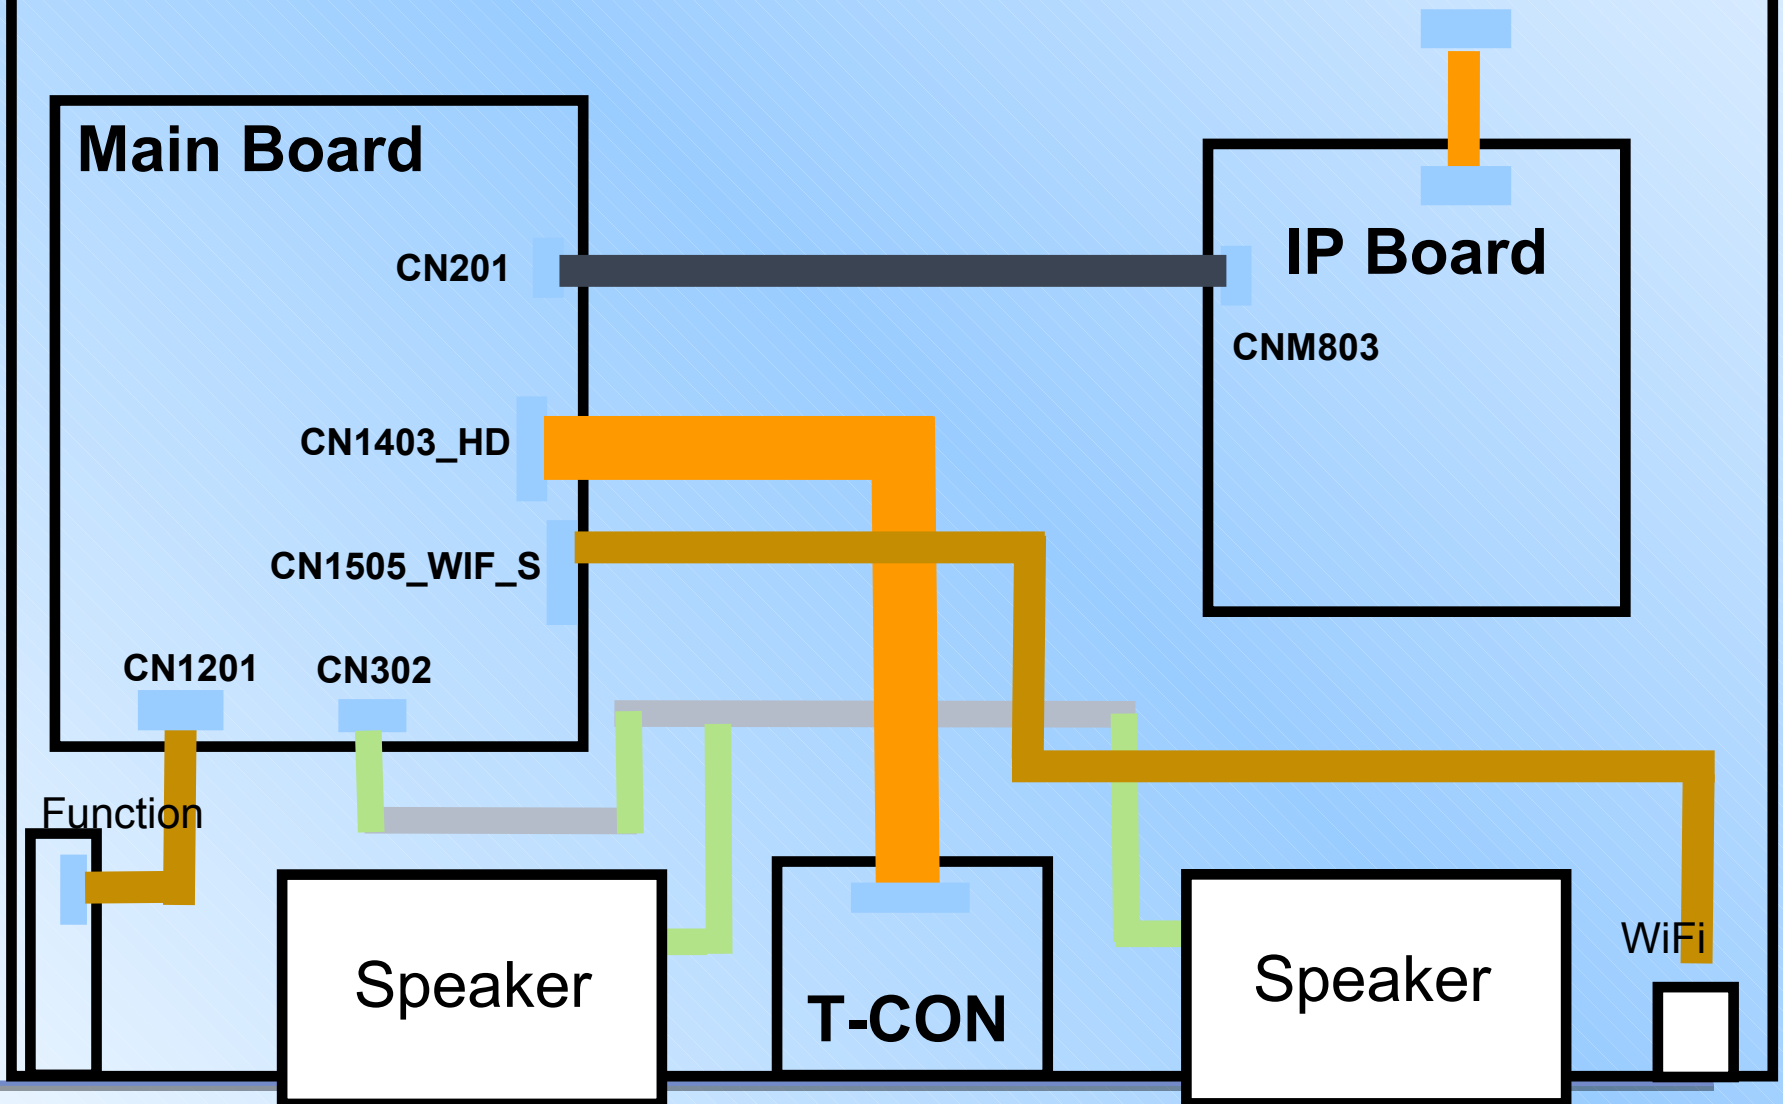 Main Board
IP Board
CN201
CNM803
CN1403_HD
CN1505_WIF_S
CN1201
CN302
Function
WiFi
Speaker
Speaker
T-CON